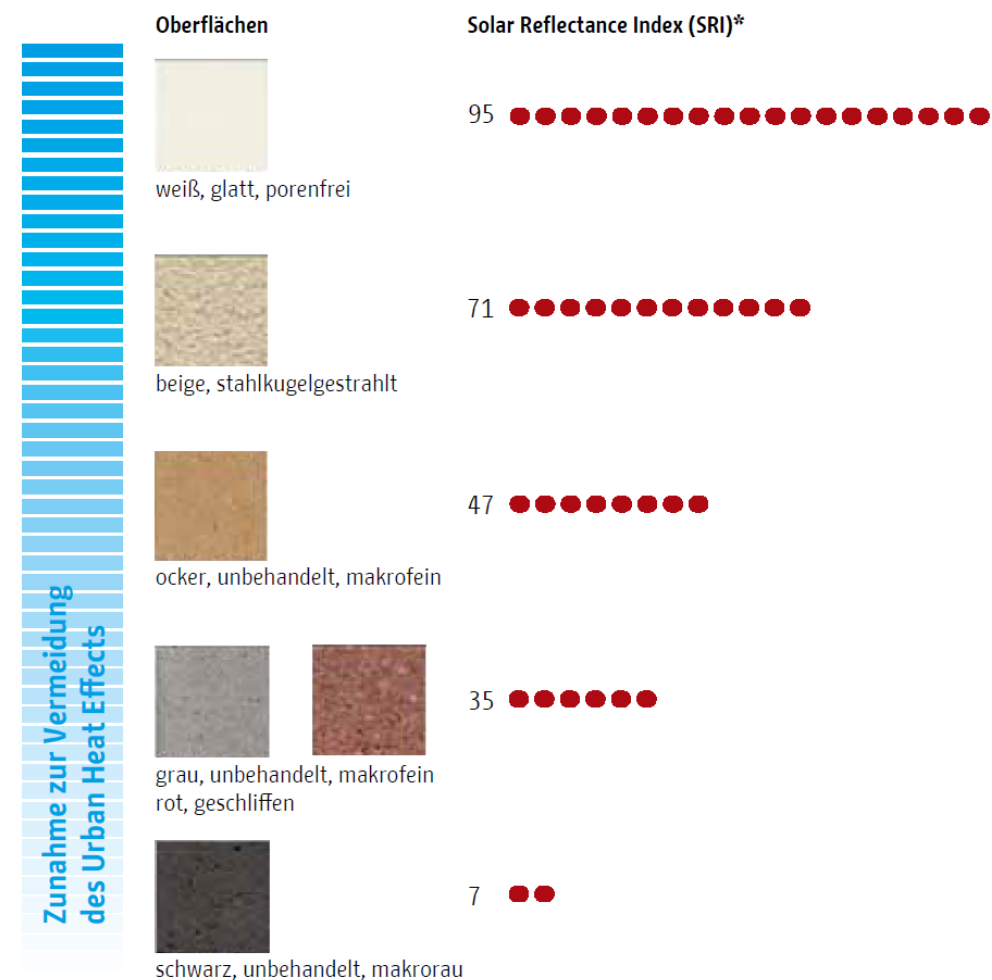 Oberflächen
Solar Reflectance Index (SRI)*
95
weiß, glatt, porenfrei
71
beige, stahlkugelgestrahlt
47
ocker, unbehandelt, makrofein
35
grau, unbehandelt, makrofein
rot, geschliffen
7
schwarz, unbehandelt, makrorau
Zunahme zur Vermeidung
des Urban Heat Effects